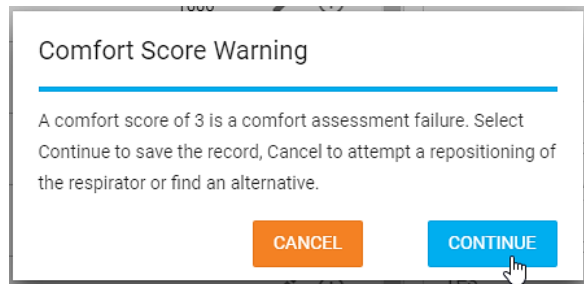 Comfort Score Warning
A comfort score of 3 is a comfort assessment failure. Select
Continue to save the record, Cancel to attempt a repositioning of
the respirator or find an alternative.
CANCEL CONTINUE